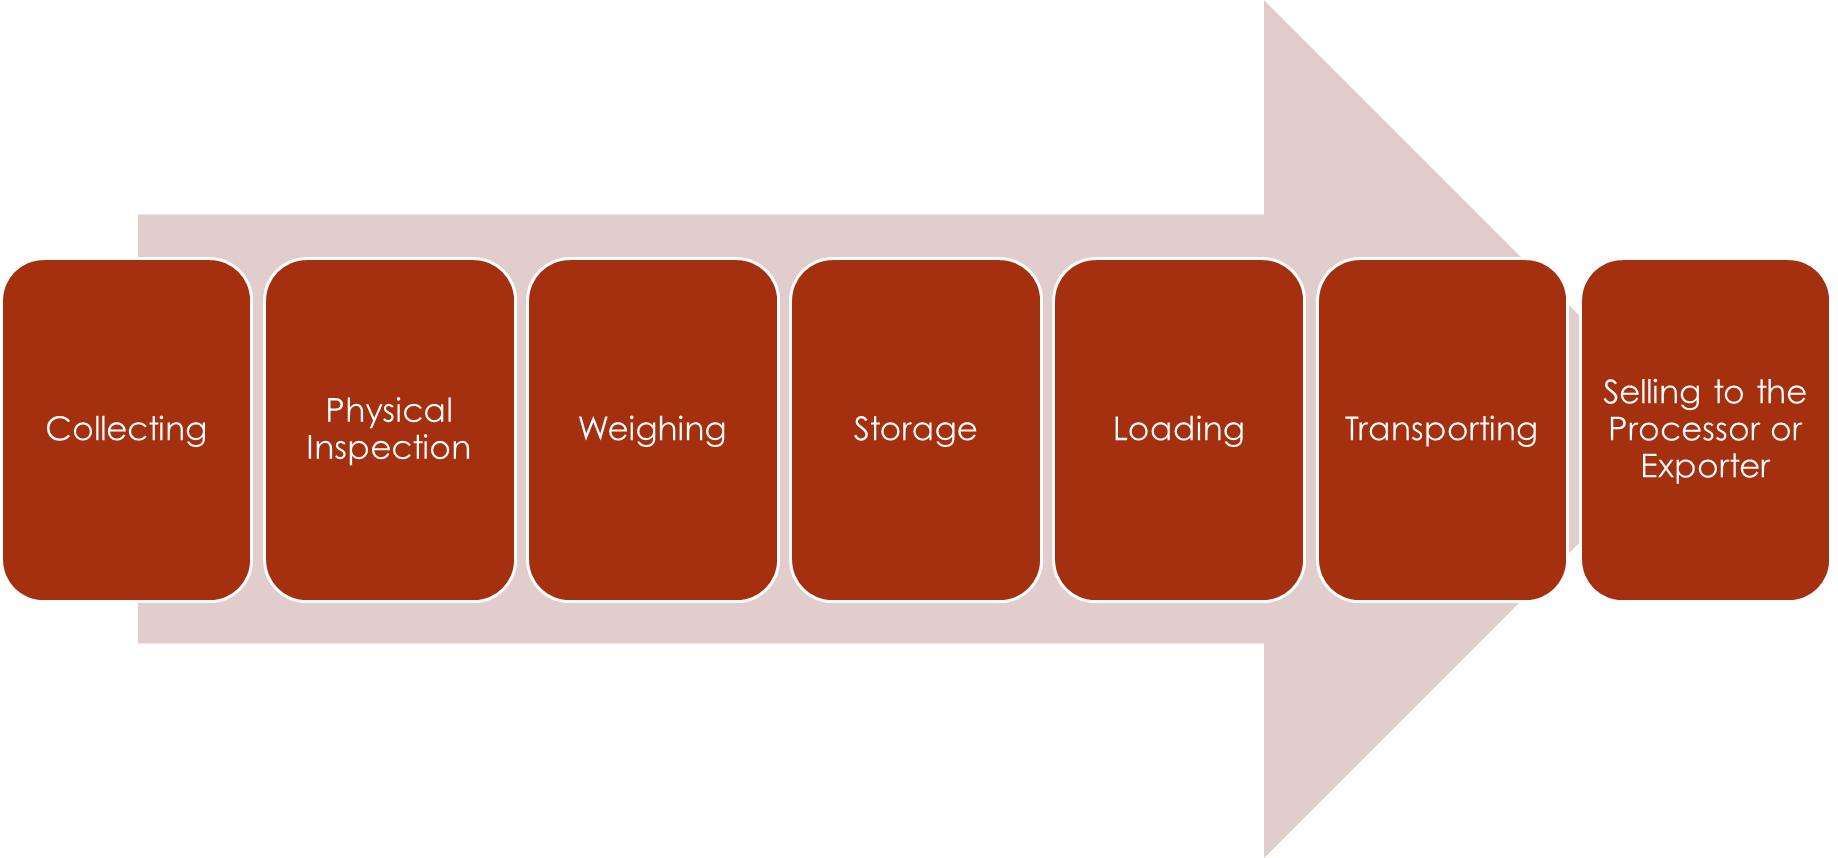 Collecting
Physical
Inspection
Weighing
Storage
Loading
Transporting
Selling to the
Processor or
Exporter